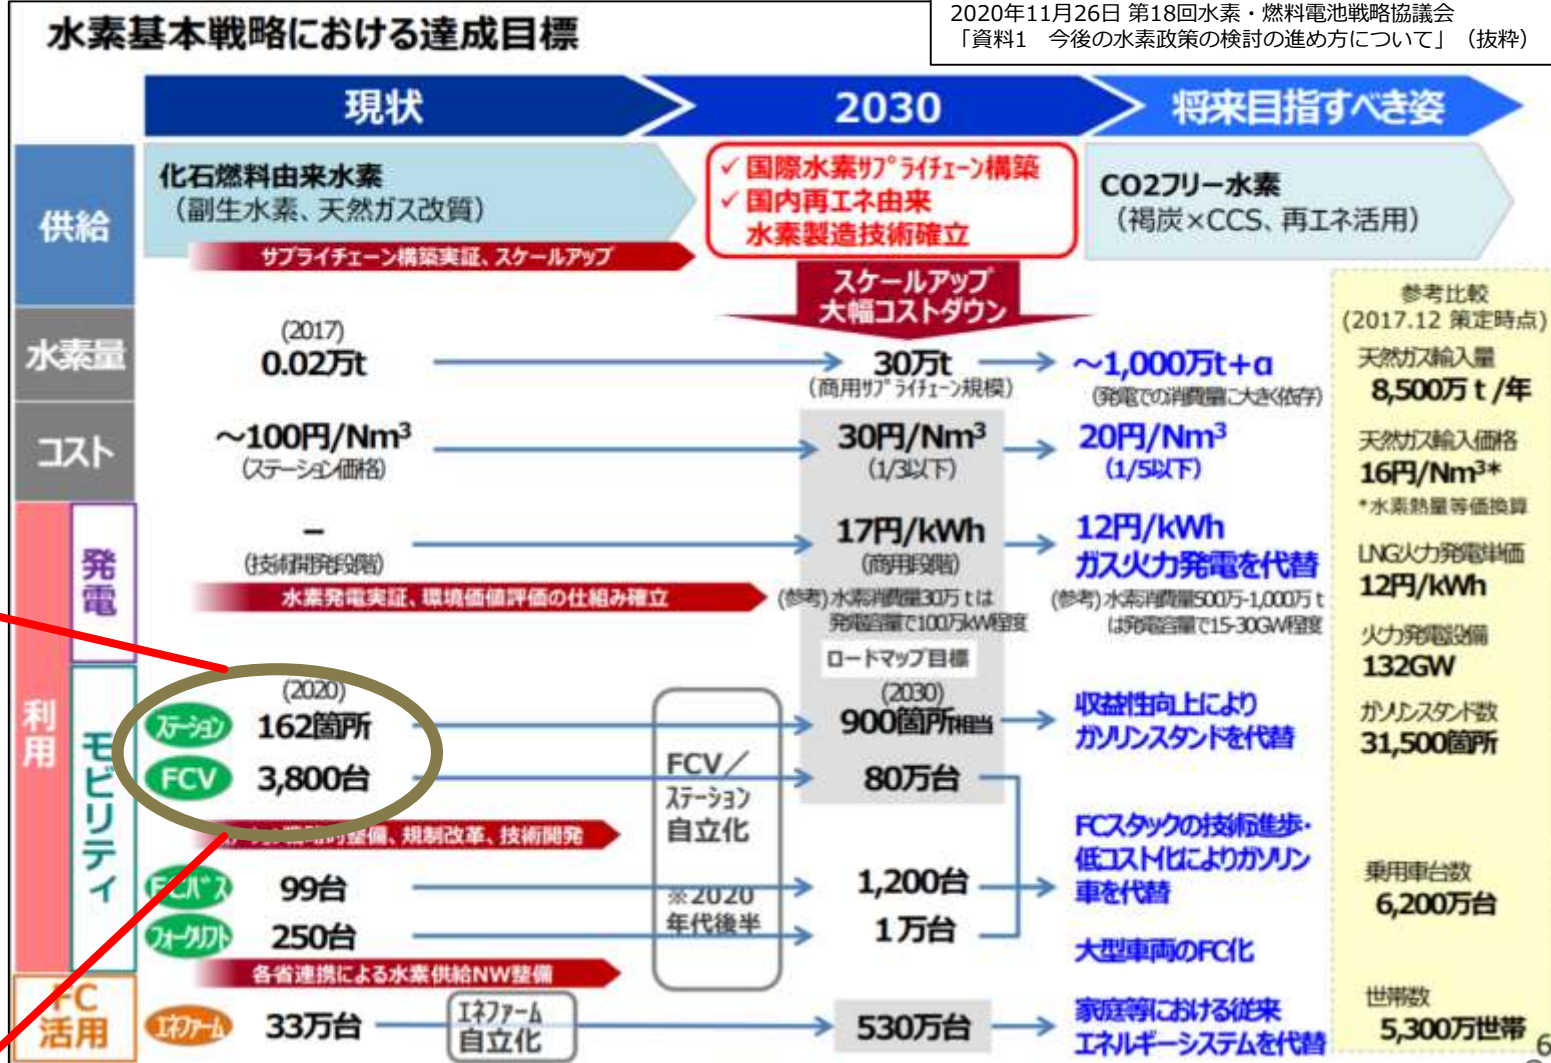 水素基本戦略における達成目標
2020年11月26日 第18回水素・燃料電池戦略協議会
「資料1　今後の水素政策の検討の進め方について」（抜粋）
現状
2030
将来目指すべき姿
供給
化石燃料由来水素
（副生水素、天然ガス改質）
サプライチェーン構築実証、スケールアップ
✓ 国際水素ｻﾌﾟﾗｲﾁｪｰﾝ構築
✓ 国内再エネ由来
水素製造技術確立
CO2フリー水素
（褐炭×CCS、再エネ活用）
スケールアップ
大幅コストダウン
水素量
(2017)
0.02万t
30万t
（商用ｻﾌﾟﾗｲﾁｪｰﾝ規模）
～1,000万t+α
（発電での消費量に大きく依存）
コスト
～100円/Nm³
（ステーション価格）
30円/Nm³
（1/3以下）
20円/Nm³
（1/5以下）
利用
発電
－
（技術開発段階）
水素発電実証、環境価値評価の仕組み確立
17円/kWh
（商用段階）
（参考）水素消費量30万ｔは
発電容量で100万kW程度
12円/kWh
ガス火力発電を代替
（参考）水素消費量500万-1,000万ｔ
は発電容量で15-30GW程度
モビリティ
ロードマップ目標
(2020)
ｽﾃｰｼｮﾝ
162箇所
(2030)
900箇所相当
収益性向上により
ガソリンスタンドを代替
FCV
3,800台
80万台
FCV／
ｽﾃｰｼｮﾝ
自立化
※2020
年代後半
整備、規制改革、技術開発
FCスタックの技術進歩・
低コスト化によりガソリン
車を代替
FCﾊﾞｽ
99台
1,200台
ﾌｫｰｸﾘﾌﾄ
250台
1万台
大型車両のFC化
各省連携による水素供給NW整備
FC
活用
ｴﾈﾌｧｰﾑ
33万台
ｴﾈﾌｧｰﾑ
自立化
530万台
家庭等における従来
エネルギーシステムを代替
参考比較
(2017.12 策定時点)
天然ガス輸入量
8,500万ｔ/年
天然ガス輸入価格
16円/Nm³*
*水素熱量等価換算
LNG火力発電単価
12円/kWh
火力発電設備
132GW
ガソリンスタンド数
31,500箇所
乗用車台数
6,200万台
世帯数
5,300万世帯
6